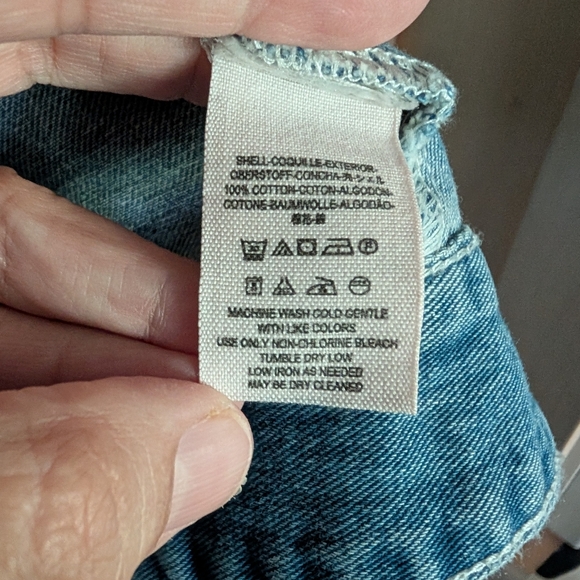 SHELL-COQUILLE-EXTERIOR-
OBERSTOFF-CONCHA-表-シェル
100% COTTON-COTON-ALGODON-
COTONE-BAUMWOLLE-ALGODÃO-
棉花-綿
MACHINE WASH COLD GENTLE
WITH LIKE COLORS
USE ONLY NON-CHLORINE BLEACH
TUMBLE DRY LOW
LOW IRON AS NEEDED
MAY BE DRY CLEANED